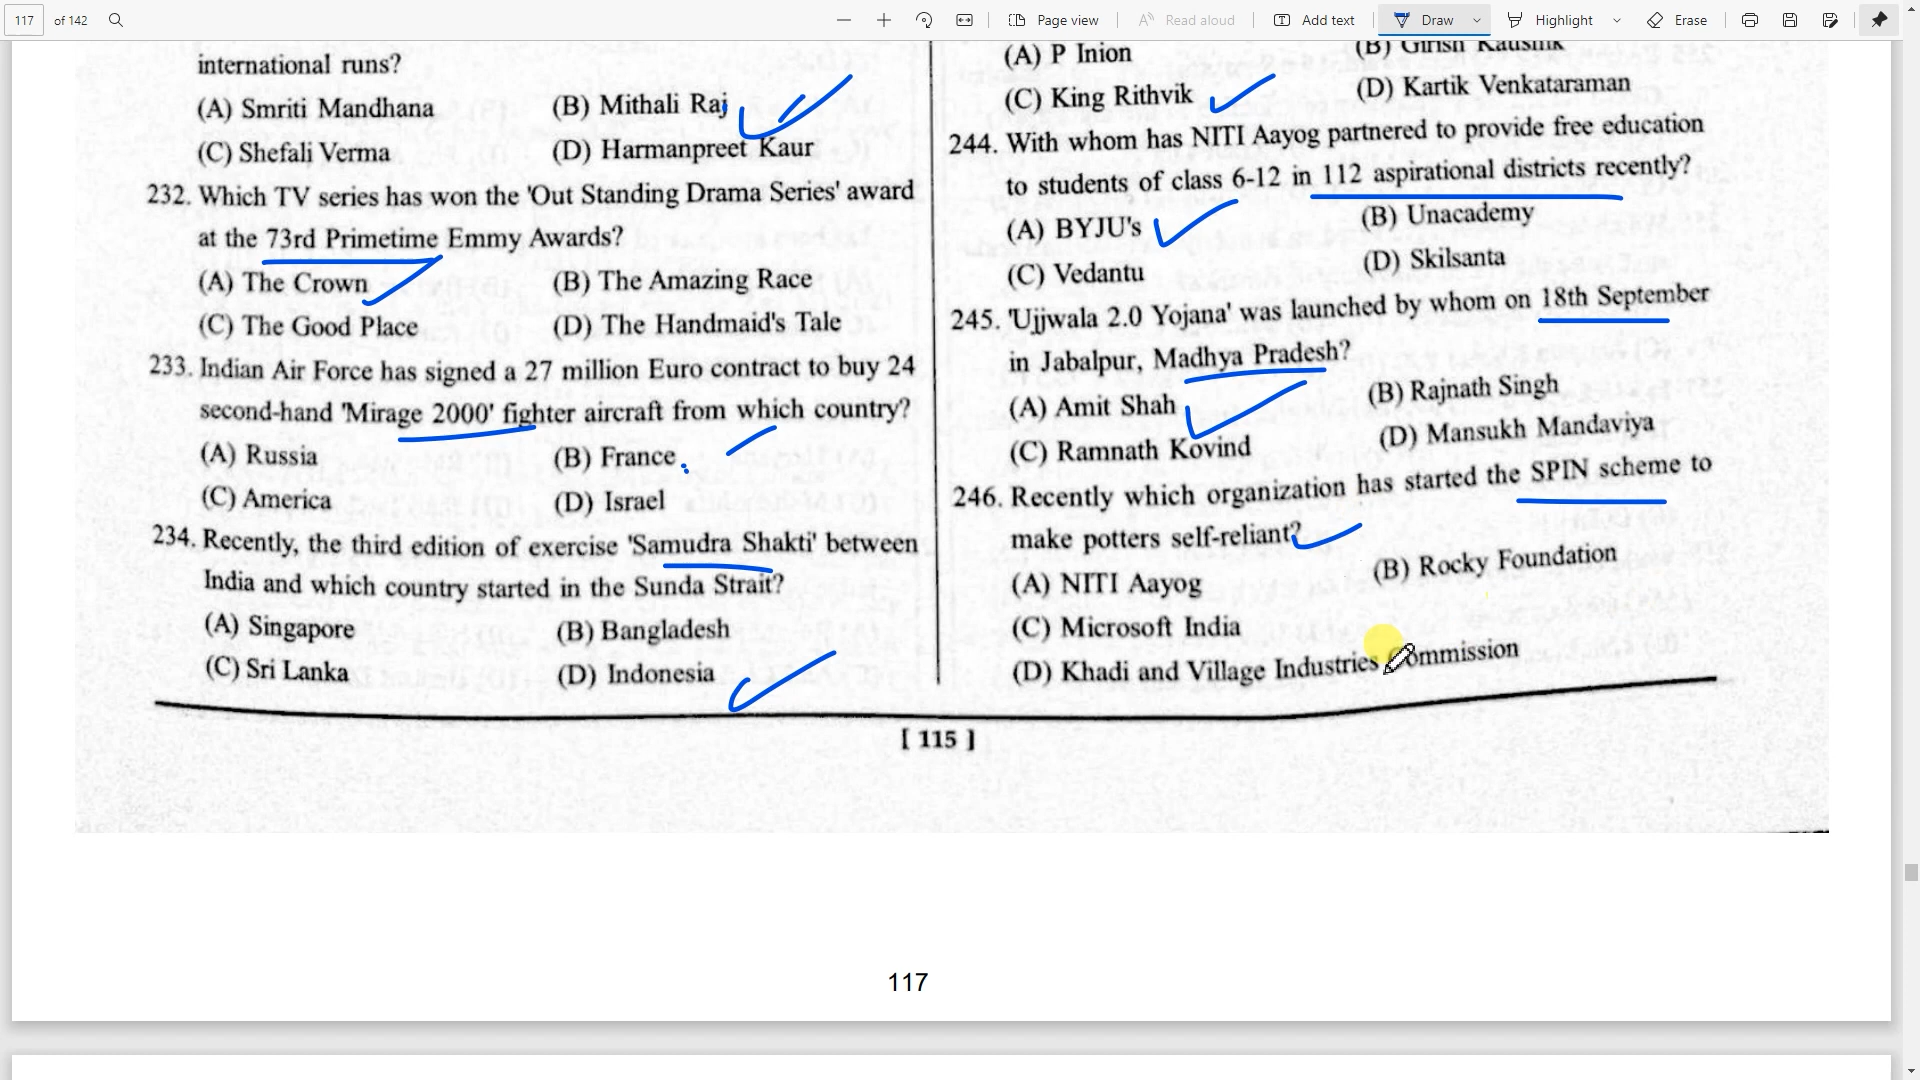 117 of 142 Page view Read aloud Add text Draw Highlight Erase
international runs?
(A) Smriti Mandhana (B) Mithali Raj
(C) Shefali Verma (D) Harmanpreet Kaur
232. Which TV series has won the 'Out Standing Drama Series' award
at the 73rd Primetime Emmy Awards?
(A) The Crown (B) The Amazing Race
(C) The Good Place (D) The Handmaid's Tale
233. Indian Air Force has signed a 27 million Euro contract to buy 24
second-hand 'Mirage 2000' fighter aircraft from which country?
(A) Russia (B) France
(C) America (D) Israel
234. Recently, the third edition of exercise 'Samudra Shakti' between
India and which country started in the Sunda Strait?
(A) Singapore (B) Bangladesh
(C) Sri Lanka (D) Indonesia
(A) P Inion (B) Girish Kaushik
(C) King Rithvik (D) Kartik Venkataraman
244. With whom has NITI Aayog partnered to provide free education
to students of class 6-12 in 112 aspirational districts recently?
(A) BYJU's (B) Unacademy
(C) Vedantu (D) Skilsanta
245. 'Ujjwala 2.0 Yojana' was launched by whom on 18th September
in Jabalpur, Madhya Pradesh?
(A) Amit Shah (B) Rajnath Singh
(C) Ramnath Kovind (D) Mansukh Mandaviya
246. Recently which organization has started the SPIN scheme to
make potters self-reliant?
(A) NITI Aayog (B) Rocky Foundation
(C) Microsoft India
(D) Khadi and Village Industries Commission
[ 115 ]
117